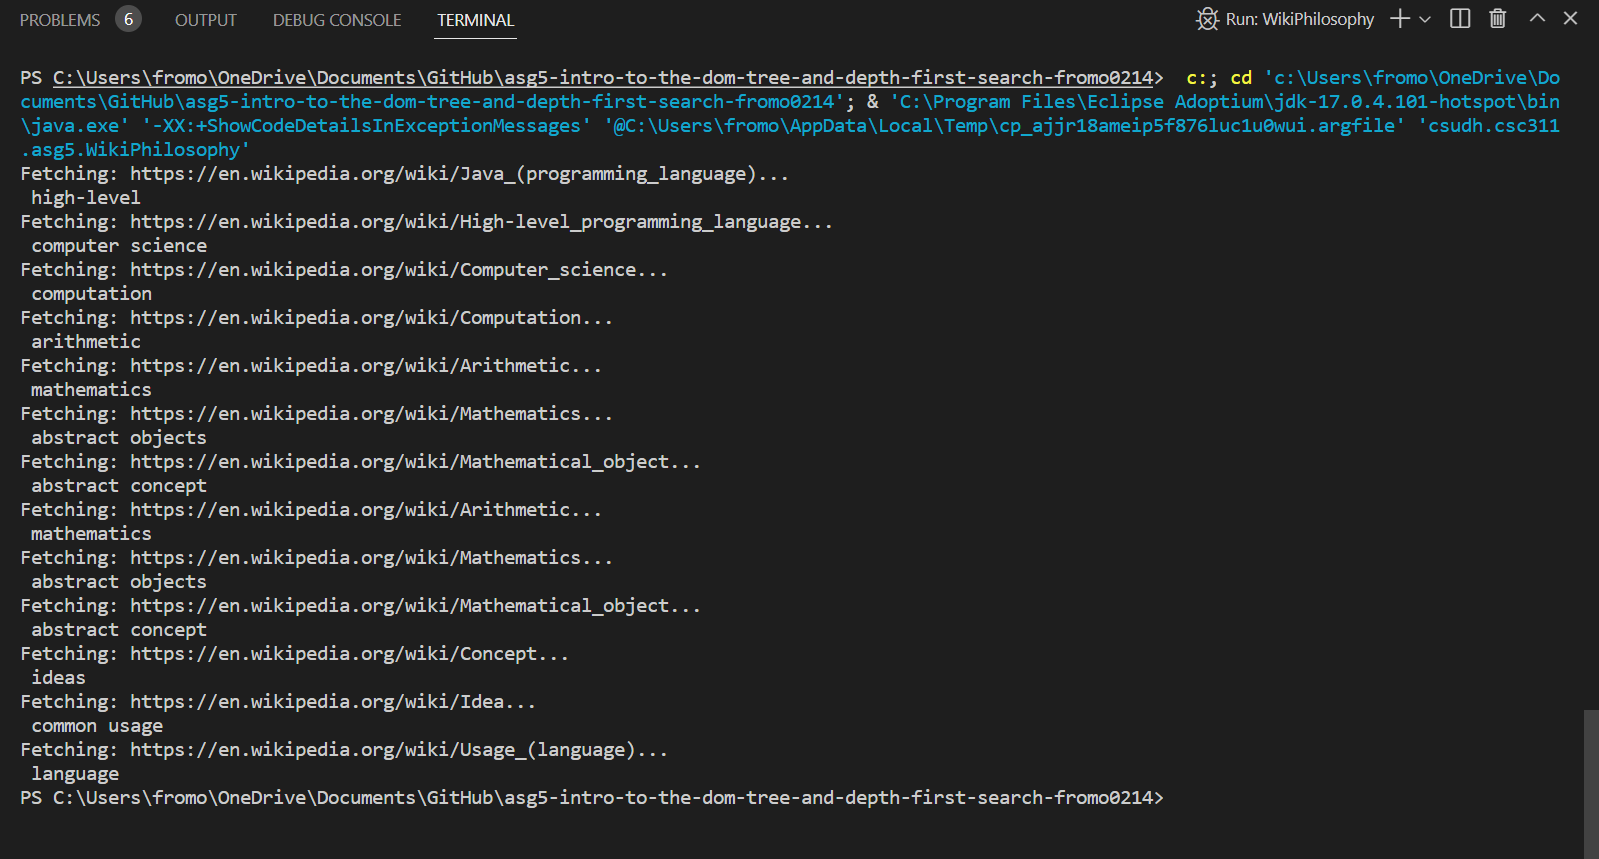 PROBLEMS 6 OUTPUT DEBUG CONSOLE TERMINAL Run: WikiPhilosophy
PS C:\Users\fromo\OneDrive\Documents\GitHub\asg5-intro-to-the-dom-tree-and-depth-first-search-fromo0214>  c:; cd 'c:\Users\fromo\OneDrive\Do
cuments\GitHub\asg5-intro-to-the-dom-tree-and-depth-first-search-fromo0214'; & 'C:\Program Files\Eclipse Adoptium\jdk-17.0.4.101-hotspot\bin
\java.exe' '-XX:+ShowCodeDetailsInExceptionMessages' '@C:\Users\fromo\AppData\Local\Temp\cp_ajjr18ameip5f876luc1u0wui.argfile' 'csudh.csc311
.asg5.WikiPhilosophy'
Fetching: https://en.wikipedia.org/wiki/Java_(programming_language)...
 high-level
Fetching: https://en.wikipedia.org/wiki/High-level_programming_language...
 computer science
Fetching: https://en.wikipedia.org/wiki/Computer_science...
 computation
Fetching: https://en.wikipedia.org/wiki/Computation...
 arithmetic
Fetching: https://en.wikipedia.org/wiki/Arithmetic...
 mathematics
Fetching: https://en.wikipedia.org/wiki/Mathematics...
 abstract objects
Fetching: https://en.wikipedia.org/wiki/Mathematical_object...
 abstract concept
Fetching: https://en.wikipedia.org/wiki/Arithmetic...
 mathematics
Fetching: https://en.wikipedia.org/wiki/Mathematics...
 abstract objects
Fetching: https://en.wikipedia.org/wiki/Mathematical_object...
 abstract concept
Fetching: https://en.wikipedia.org/wiki/Concept...
 ideas
Fetching: https://en.wikipedia.org/wiki/Idea...
 common usage
Fetching: https://en.wikipedia.org/wiki/Usage_(language)...
 language
PS C:\Users\fromo\OneDrive\Documents\GitHub\asg5-intro-to-the-dom-tree-and-depth-first-search-fromo0214>